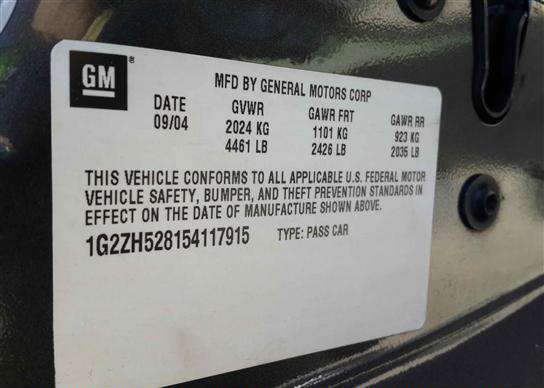 GM ®
MFD BY GENERAL MOTORS CORP
DATE GVWR GAWR FRT GAWR RR
09/04 2024 KG 1101 KG 923 KG
4461 LB 2426 LB 2035 LB
THIS VEHICLE CONFORMS TO ALL APPLICABLE U.S. FEDERAL MOTOR
VEHICLE SAFETY, BUMPER, AND THEFT PREVENTION STANDARDS IN
EFFECT ON THE DATE OF MANUFACTURE SHOWN ABOVE.
1G2ZH528154117915 TYPE: PASS CAR